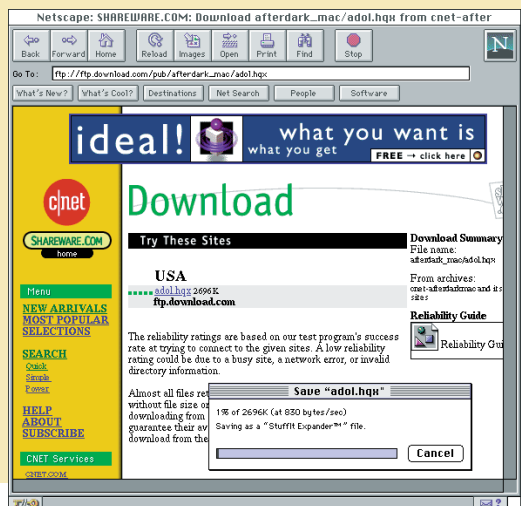 Netscape: SHAREWARE.COM: Download afterdark_mac/adol.hqx from cnet-after
Back Forward Home Reload Images Open Print Find Stop
N
Go To: ftp://ftp.download.com/pub/afterdark_mac/adol.hqx
What's New? What's Cool? Destinations Net Search People Software
ideal! what you want is
what you get FREE → click here
c|net
Download
SHAREWARE.COM
home
Try These Sites
Download Summary
File name:
afterdark_mac/adol.hqx
USA
adol.hqx 2696K
ftp.download.com
From archives:
cnet-afterdarkmac and its
sites
Menu
NEW ARRIVALS
MOST POPULAR
SELECTIONS
Reliability Guide
Reliability Gui
The reliability ratings are based on our test program's success
rate at trying to connect to the given sites. A low reliability
rating could be due to a busy site, a network error, or invalid
directory information.
SEARCH
Quick
Simple
Power
Almost all files ret
without file size or
downloading from
guarantee their av
download from the
HELP
ABOUT
SUBSCRIBE
Save "adol.hqx"
1% of 2696K (at 830 bytes/sec)
Saving as a "StuffIt Expander™" file.
Cancel
CNET Services
CNET.COM
?